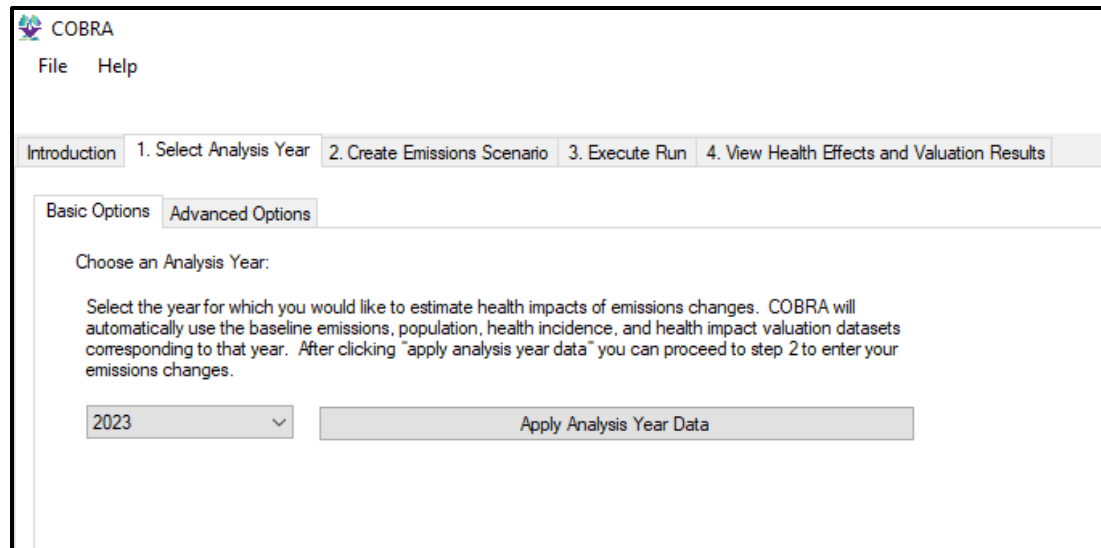 COBRA
File Help
Introduction 1. Select Analysis Year 2. Create Emissions Scenario 3. Execute Run 4. View Health Effects and Valuation Results
Basic Options Advanced Options
Choose an Analysis Year:
Select the year for which you would like to estimate health impacts of emissions changes. COBRA will
automatically use the baseline emissions, population, health incidence, and health impact valuation datasets
corresponding to that year. After clicking "apply analysis year data" you can proceed to step 2 to enter your
emissions changes.
2023 Apply Analysis Year Data